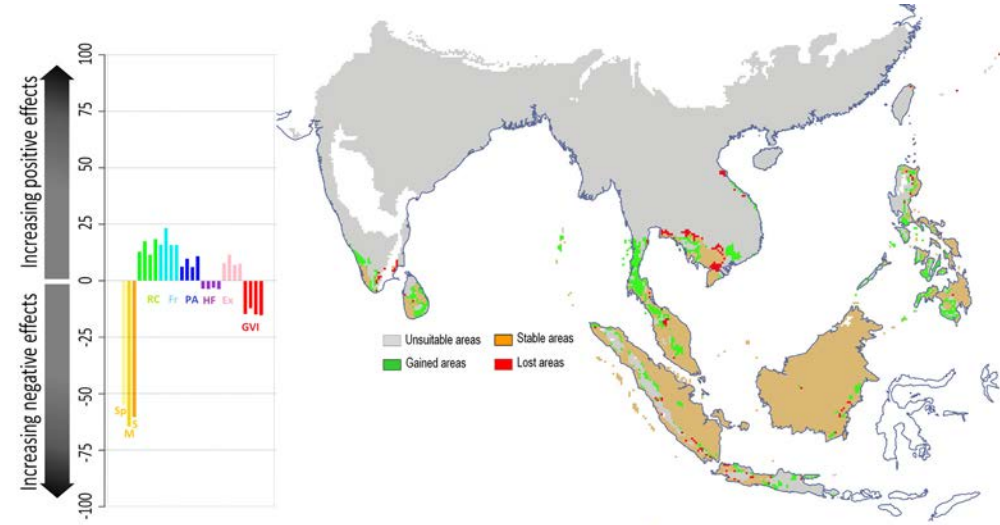 Increasing positive effects
Increasing negative effects
100
75
50
25
0
-25
-50
-75
-100
RC
Fr
PA
HF
Ex
GVI
Sp
S
M
Unsuitable areas
Stable areas
Gained areas
Lost areas